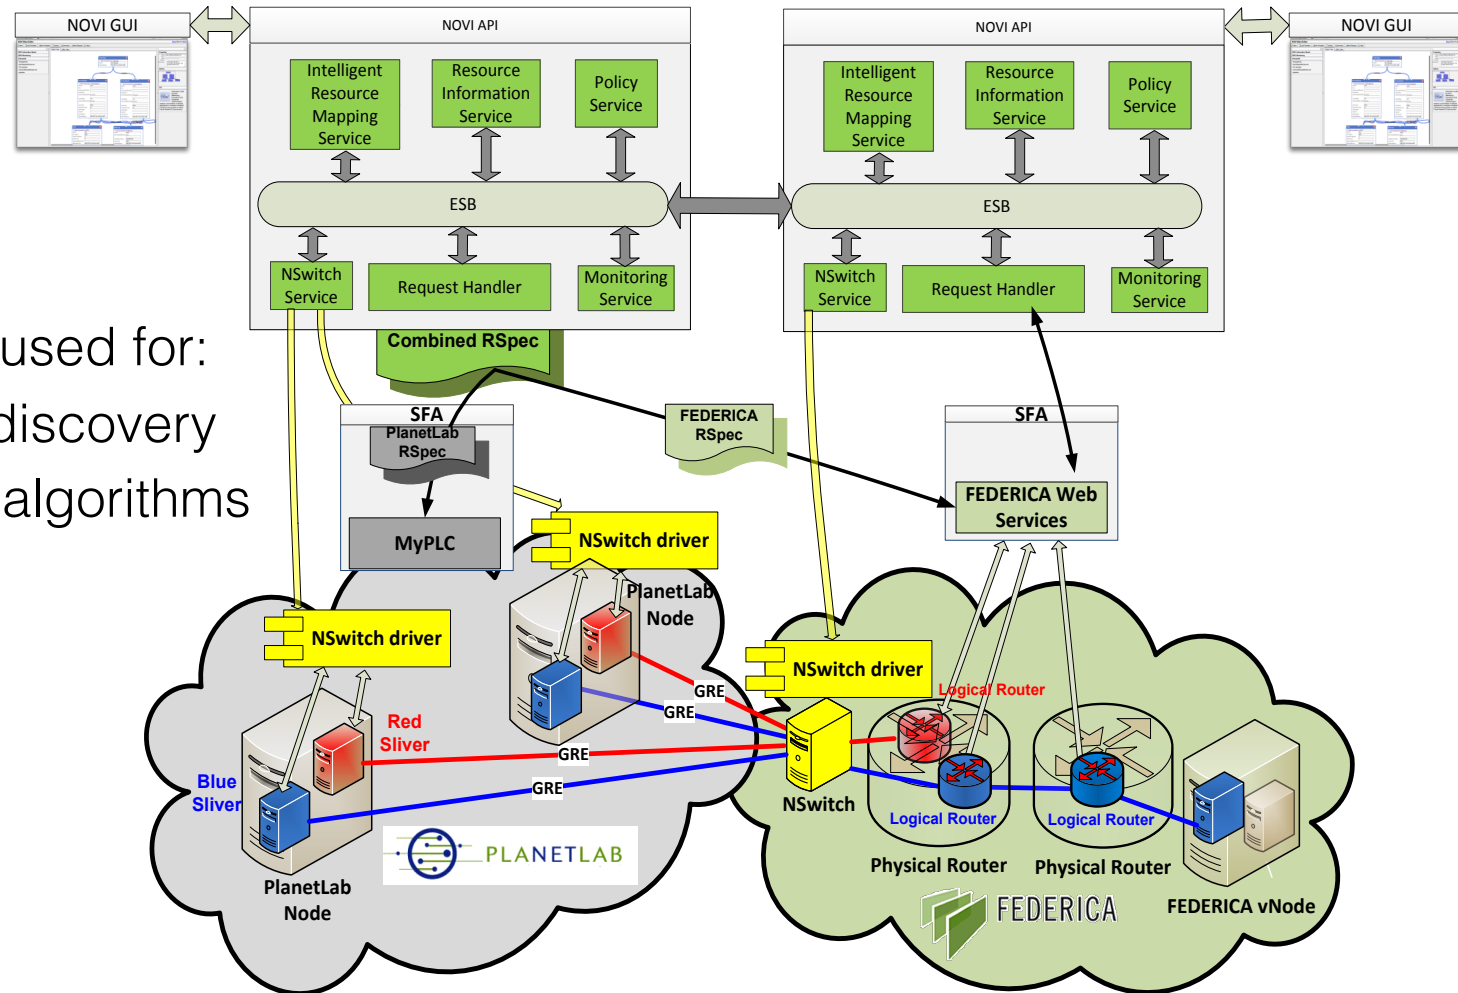 NOVI GUI
NOVI API
NOVI API
NOVI GUI
Intelligent
Resource
Mapping
Service
Resource
Information
Service
Policy
Service
Intelligent
Resource
Mapping
Service
Resource
Information
Service
Policy
Service
ESB
ESB
NSwitch
Service
Request Handler
Monitoring
Service
NSwitch
Service
Request Handler
Monitoring
Service
used for:
discovery
algorithms
Combined RSpec
SFA
PlanetLab
RSpec
MyPLC
FEDERICA
RSpec
SFA
FEDERICA Web
Services
NSwitch driver
PlanetLab
Node
NSwitch driver
NSwitch driver
Logical Router
GRE
GRE
GRE
GRE
Red
Sliver
Blue
Sliver
NSwitch
Logical Router
Logical Router
PLANETLAB
PlanetLab
Node
Physical Router
Physical Router
FEDERICA
FEDERICA vNode